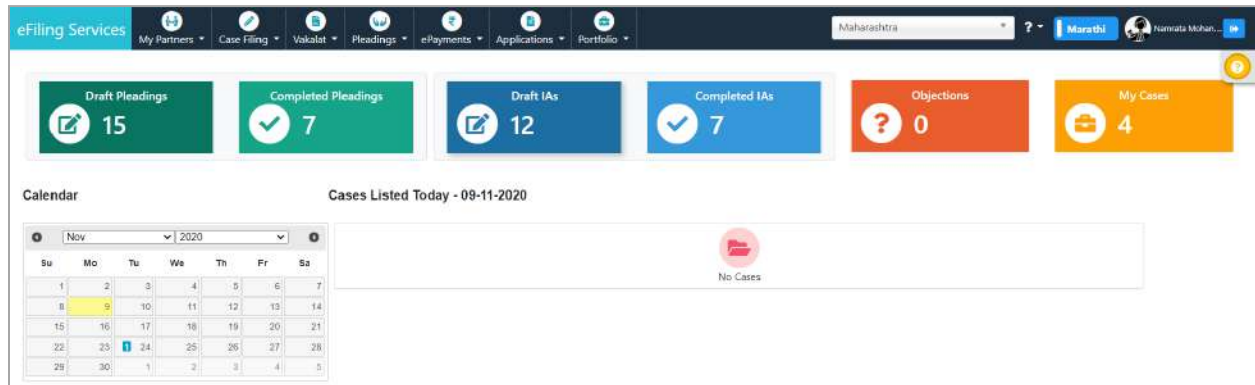 eFiling Services
My Partners
Case Filing
Vakalat
Pleadings
ePayments
Applications
Portfolio
Maharashtra
?
Marathi
Namrata Mohan...
Draft Pleadings
15
Completed Pleadings
7
Draft IAs
12
Completed IAs
7
Objections
0
My Cases
4
Calendar
Cases Listed Today - 09-11-2020
Nov 2020
Su Mo Tu We Th Fr Sa
1 2 3 4 5 6 7
8 9 10 11 12 13 14
15 16 17 18 19 20 21
22 23 1 24 25 26 27 28
29 30 1 2 3 4 5
No Cases